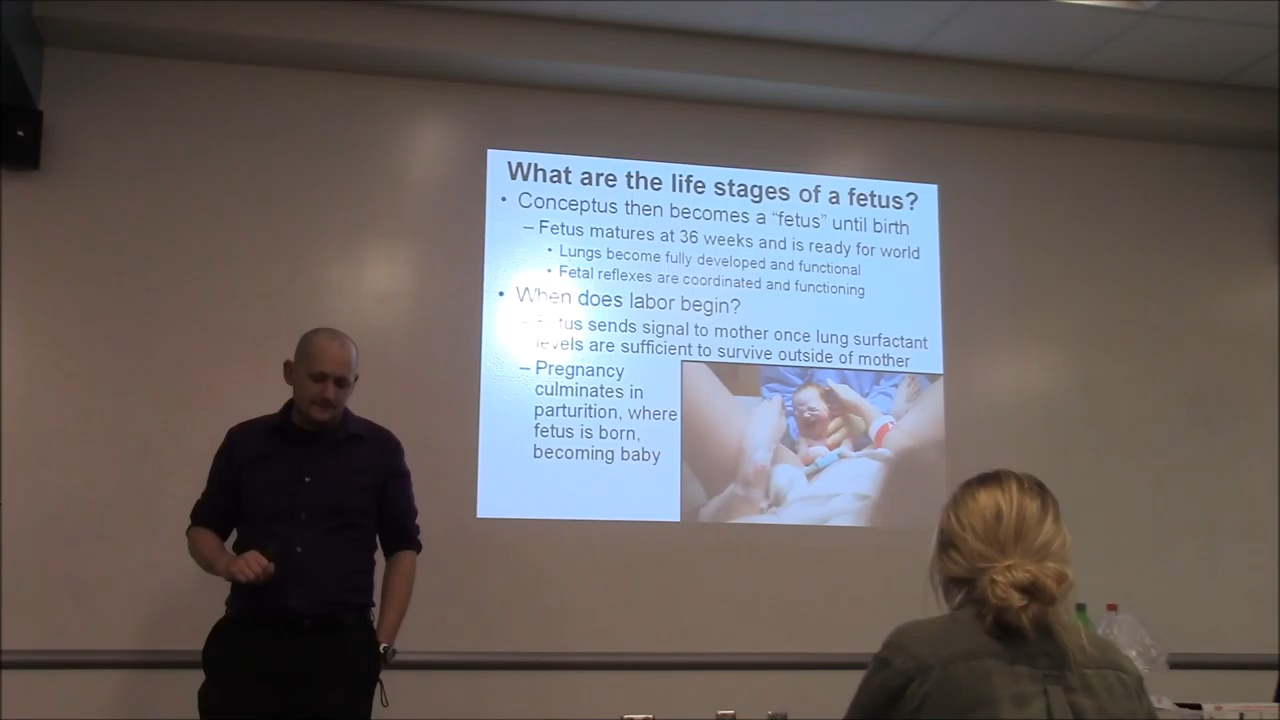 What are the life stages of a fetus?
• Conceptus then becomes a “fetus” until birth
– Fetus matures at 36 weeks and is ready for world
• Lungs become fully developed and functional
• Fetal reflexes are coordinated and functioning
• When does labor begin?
– Fetus sends signal to mother once lung surfactant
levels are sufficient to survive outside of mother
– Pregnancy
culminates in
parturition, where
fetus is born,
becoming baby